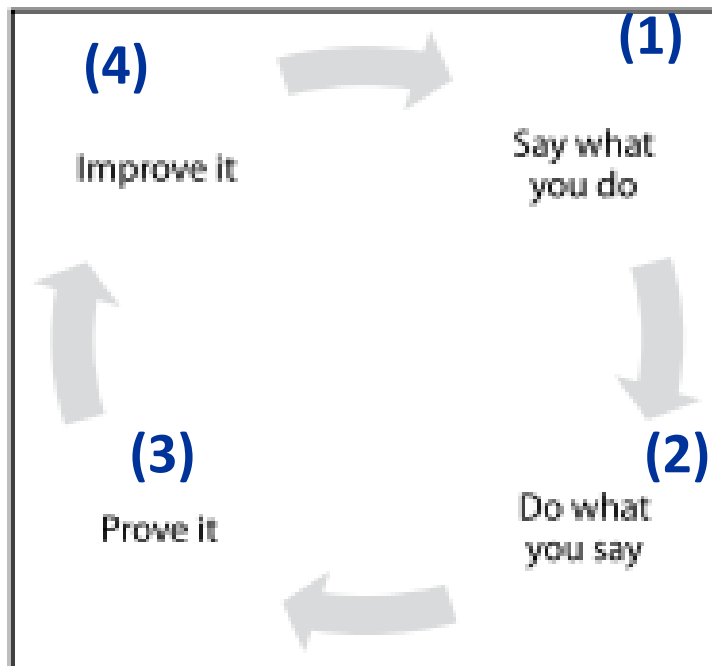 (1)
Say what
you do
(2)
Do what
you say
(3)
Prove it
(4)
Improve it